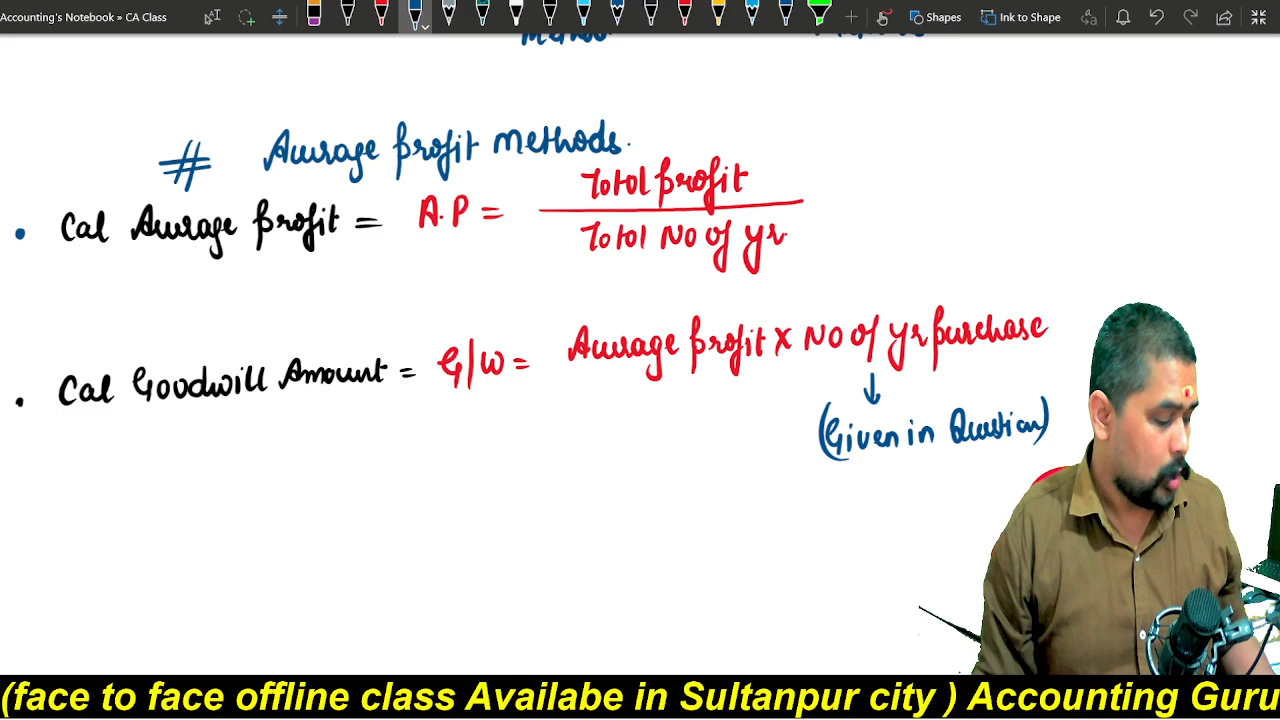 Accounting's Notebook » CA Class
Shapes
Ink to Shape
# Average profit methods.
• Cal Average profit = A.P = Total profit
Total No of yr
• Cal Goodwill Amount = G/W = Average profit X No of yr purchase
(Given in Question)
(face to face offline class Availabe in Sultanpur city ) Accounting Guru